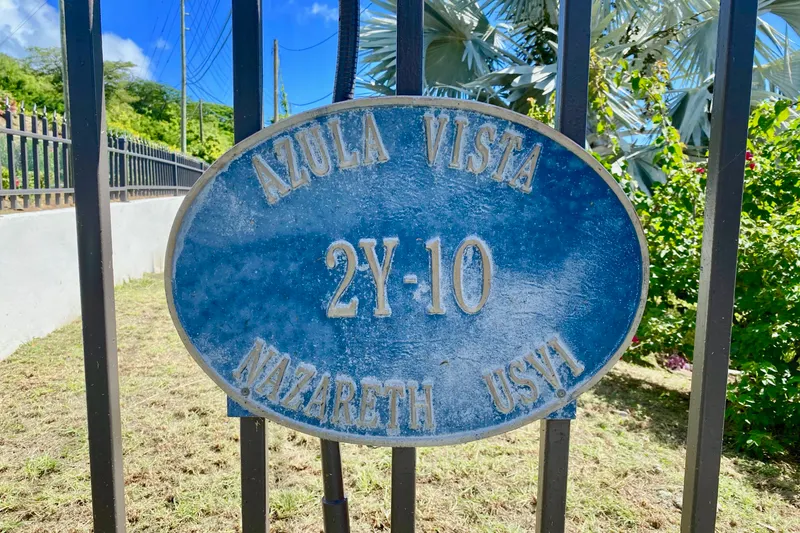 AZULA VISTA
2Y-10
NAZARETH USVI